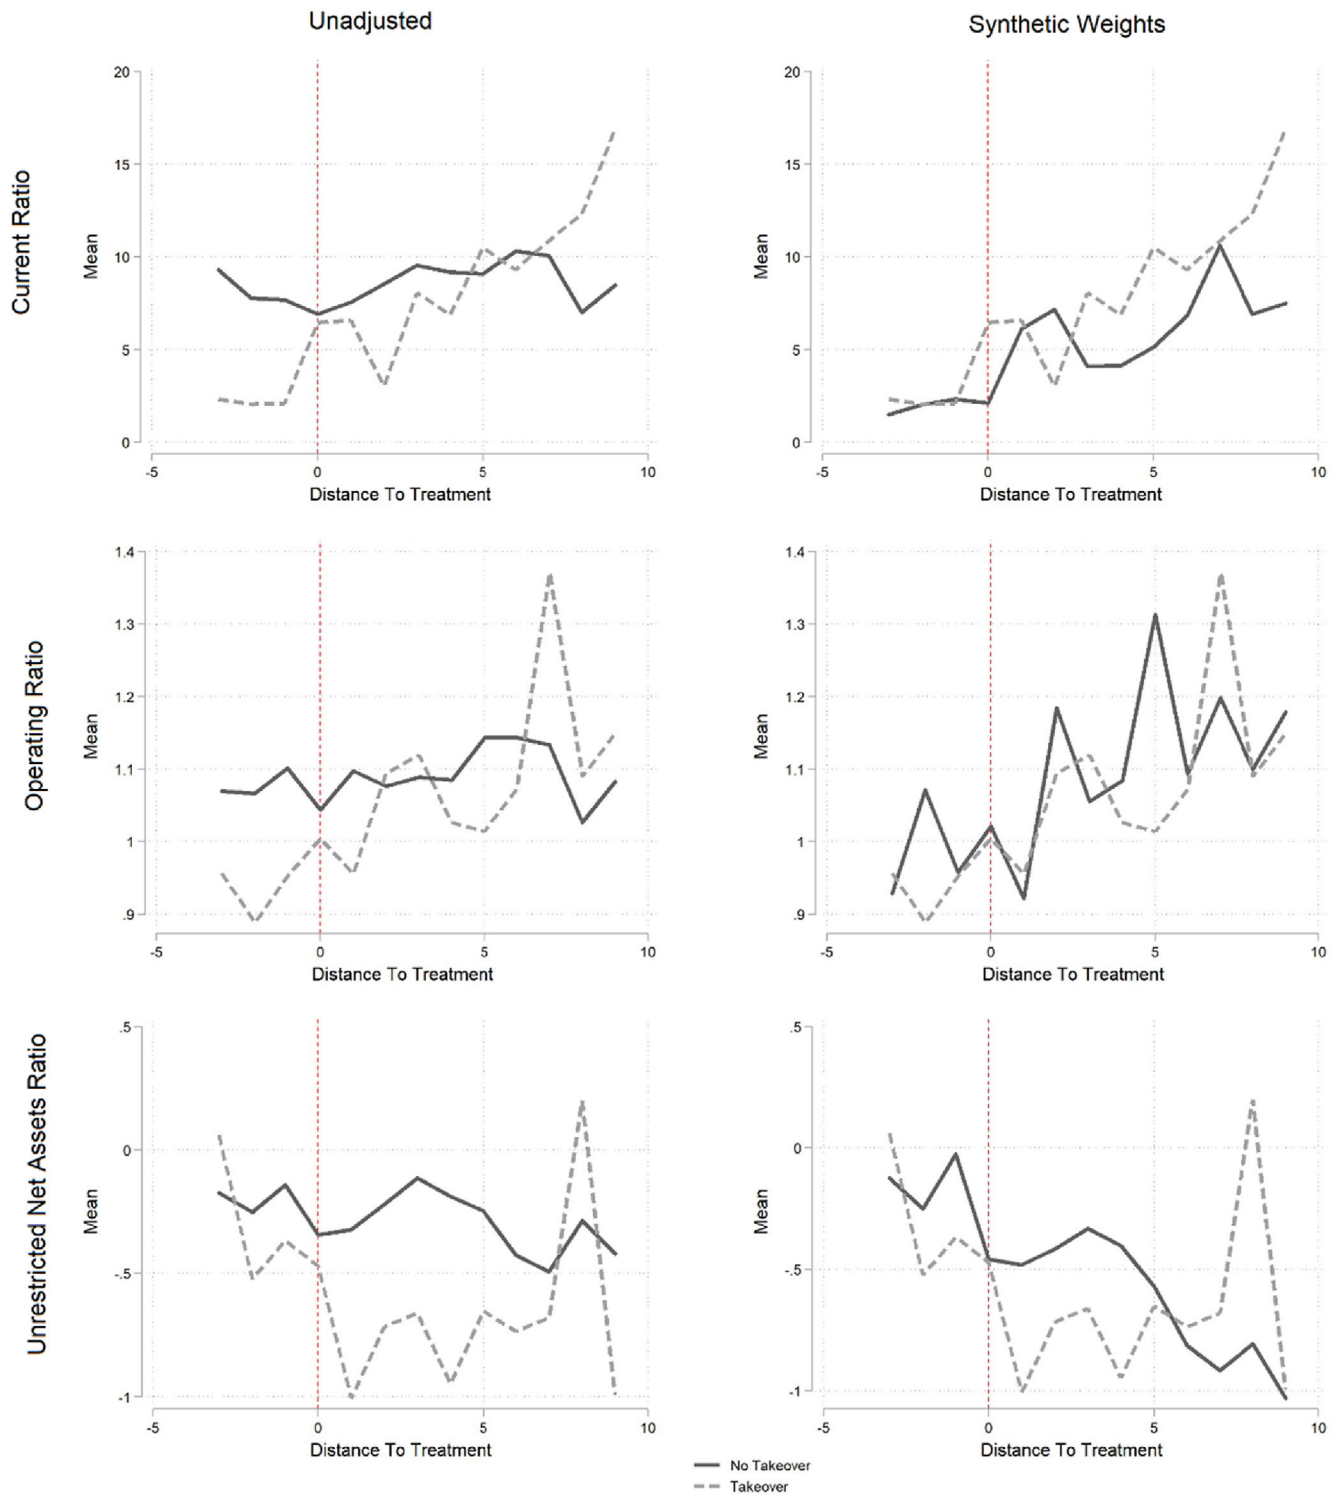 Unadjusted
Synthetic Weights
Current Ratio
Mean
20
15
10
5
0
-5 0 5 10
Distance To Treatment
Mean
20
15
10
5
0
-5 0 5 10
Distance To Treatment
Operating Ratio
Mean
1.4
1.3
1.2
1.1
1
.9
-5 0 5 10
Distance To Treatment
Mean
1.4
1.3
1.2
1.1
1
.9
-5 0 5 10
Distance To Treatment
Unrestricted Net Assets Ratio
Mean
.5
0
-.5
-1
-5 0 5 10
Distance To Treatment
Mean
.5
0
-.5
-1
-5 0 5 10
Distance To Treatment
No Takeover
Takeover